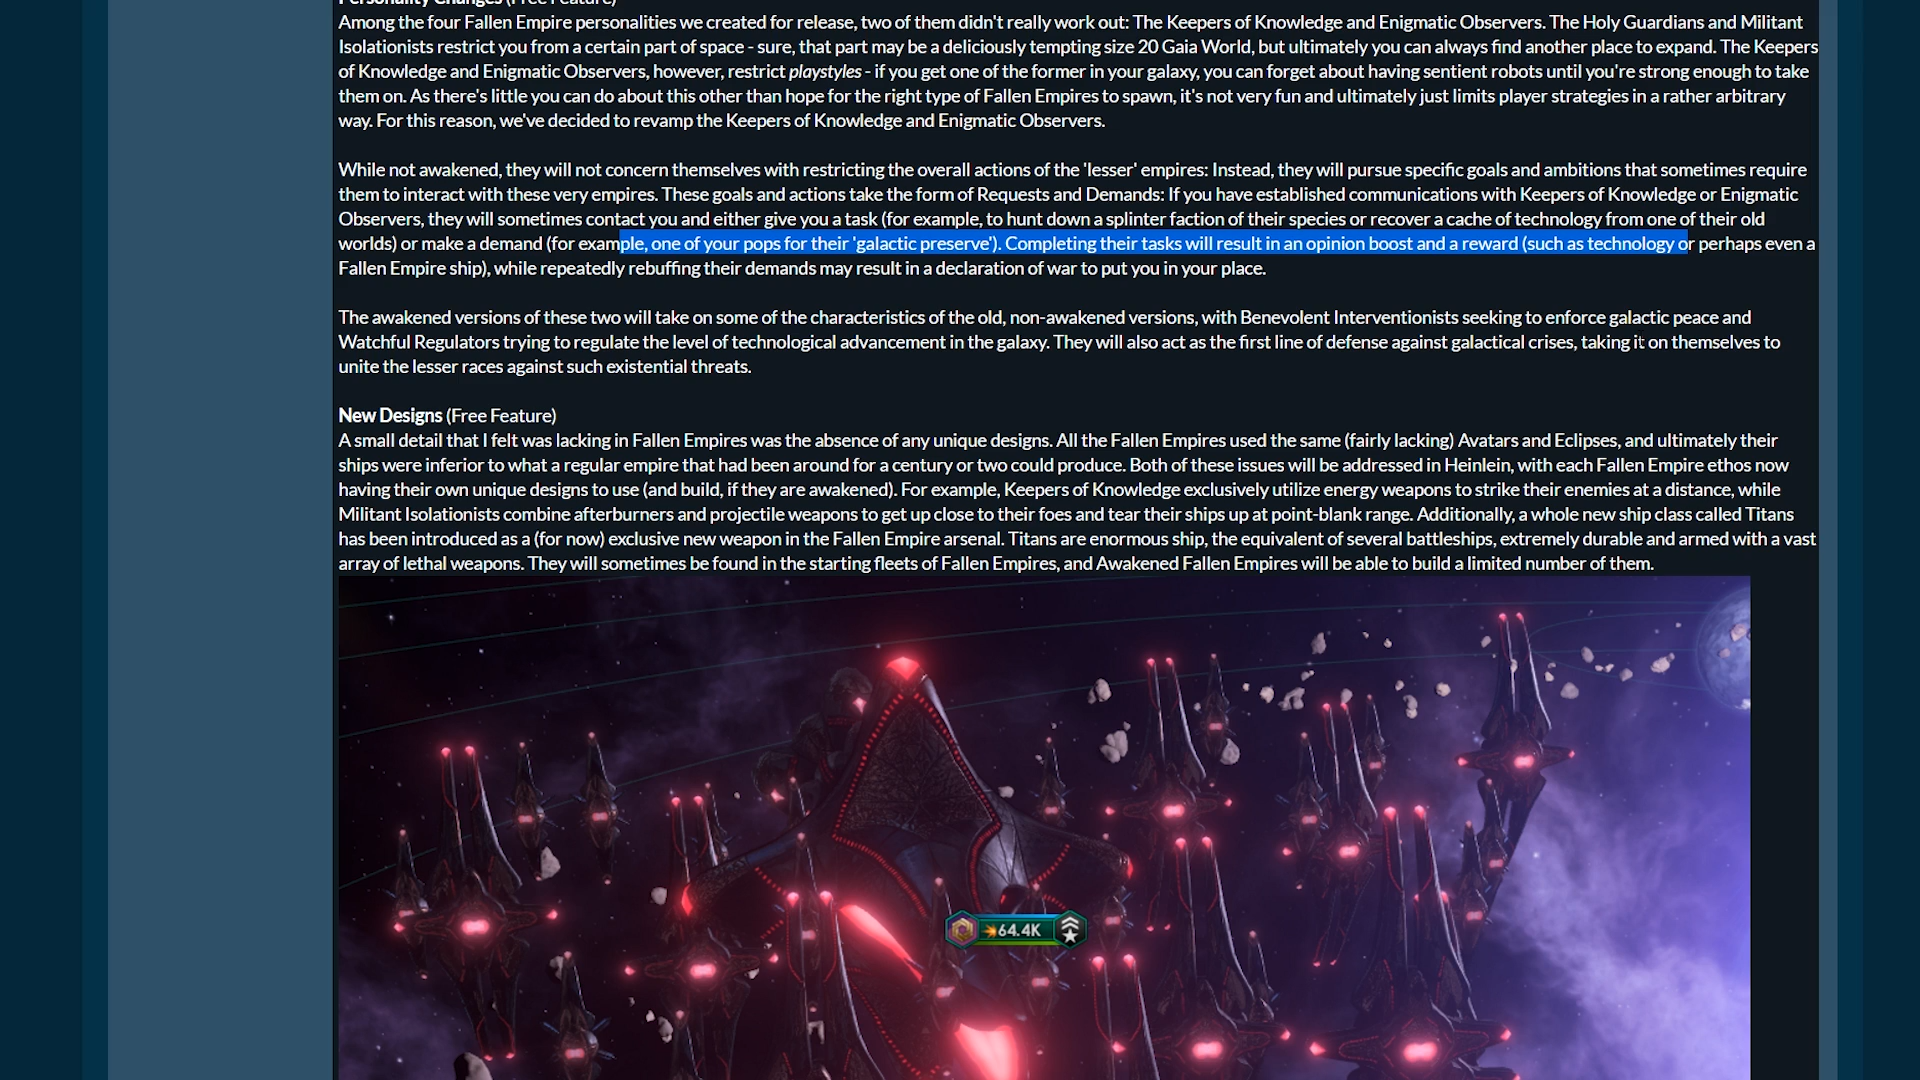 Personality Changes (Free Feature)
Among the four Fallen Empire personalities we created for release, two of them didn't really work out: The Keepers of Knowledge and Enigmatic Observers. The Holy Guardians and Militant
Isolationists restrict you from a certain part of space - sure, that part may be a deliciously tempting size 20 Gaia World, but ultimately you can always find another place to expand. The Keepers
of Knowledge and Enigmatic Observers, however, restrict playstyles - if you get one of the former in your galaxy, you can forget about having sentient robots until you're strong enough to take
them on. As there's little you can do about this other than hope for the right type of Fallen Empires to spawn, it's not very fun and ultimately just limits player strategies in a rather arbitrary
way. For this reason, we've decided to revamp the Keepers of Knowledge and Enigmatic Observers.
While not awakened, they will not concern themselves with restricting the overall actions of the 'lesser' empires: Instead, they will pursue specific goals and ambitions that sometimes require
them to interact with these very empires. These goals and actions take the form of Requests and Demands: If you have established communications with Keepers of Knowledge or Enigmatic
Observers, they will sometimes contact you and either give you a task (for example, to hunt down a splinter faction of their species or recover a cache of technology from one of their old
worlds) or make a demand (for example, one of your pops for their 'galactic preserve'). Completing their tasks will result in an opinion boost and a reward (such as technology or perhaps even a
Fallen Empire ship), while repeatedly rebuffing their demands may result in a declaration of war to put you in your place.
The awakened versions of these two will take on some of the characteristics of the old, non-awakened versions, with Benevolent Interventionists seeking to enforce galactic peace and
Watchful Regulators trying to regulate the level of technological advancement in the galaxy. They will also act as the first line of defense against galactical crises, taking it on themselves to
unite the lesser races against such existential threats.
New Designs (Free Feature)
A small detail that I felt was lacking in Fallen Empires was the absence of any unique designs. All the Fallen Empires used the same (fairly lacking) Avatars and Eclipses, and ultimately their
ships were inferior to what a regular empire that had been around for a century or two could produce. Both of these issues will be addressed in Heinlein, with each Fallen Empire ethos now
having their own unique designs to use (and build, if they are awakened). For example, Keepers of Knowledge exclusively utilize energy weapons to strike their enemies at a distance, while
Militant Isolationists combine afterburners and projectile weapons to get up close to their foes and tear their ships up at point-blank range. Additionally, a whole new ship class called Titans
has been introduced as a (for now) exclusive new weapon in the Fallen Empire arsenal. Titans are enormous ship, the equivalent of several battleships, extremely durable and armed with a vast
array of lethal weapons. They will sometimes be found in the starting fleets of Fallen Empires, and Awakened Fallen Empires will be able to build a limited number of them.
64.4K